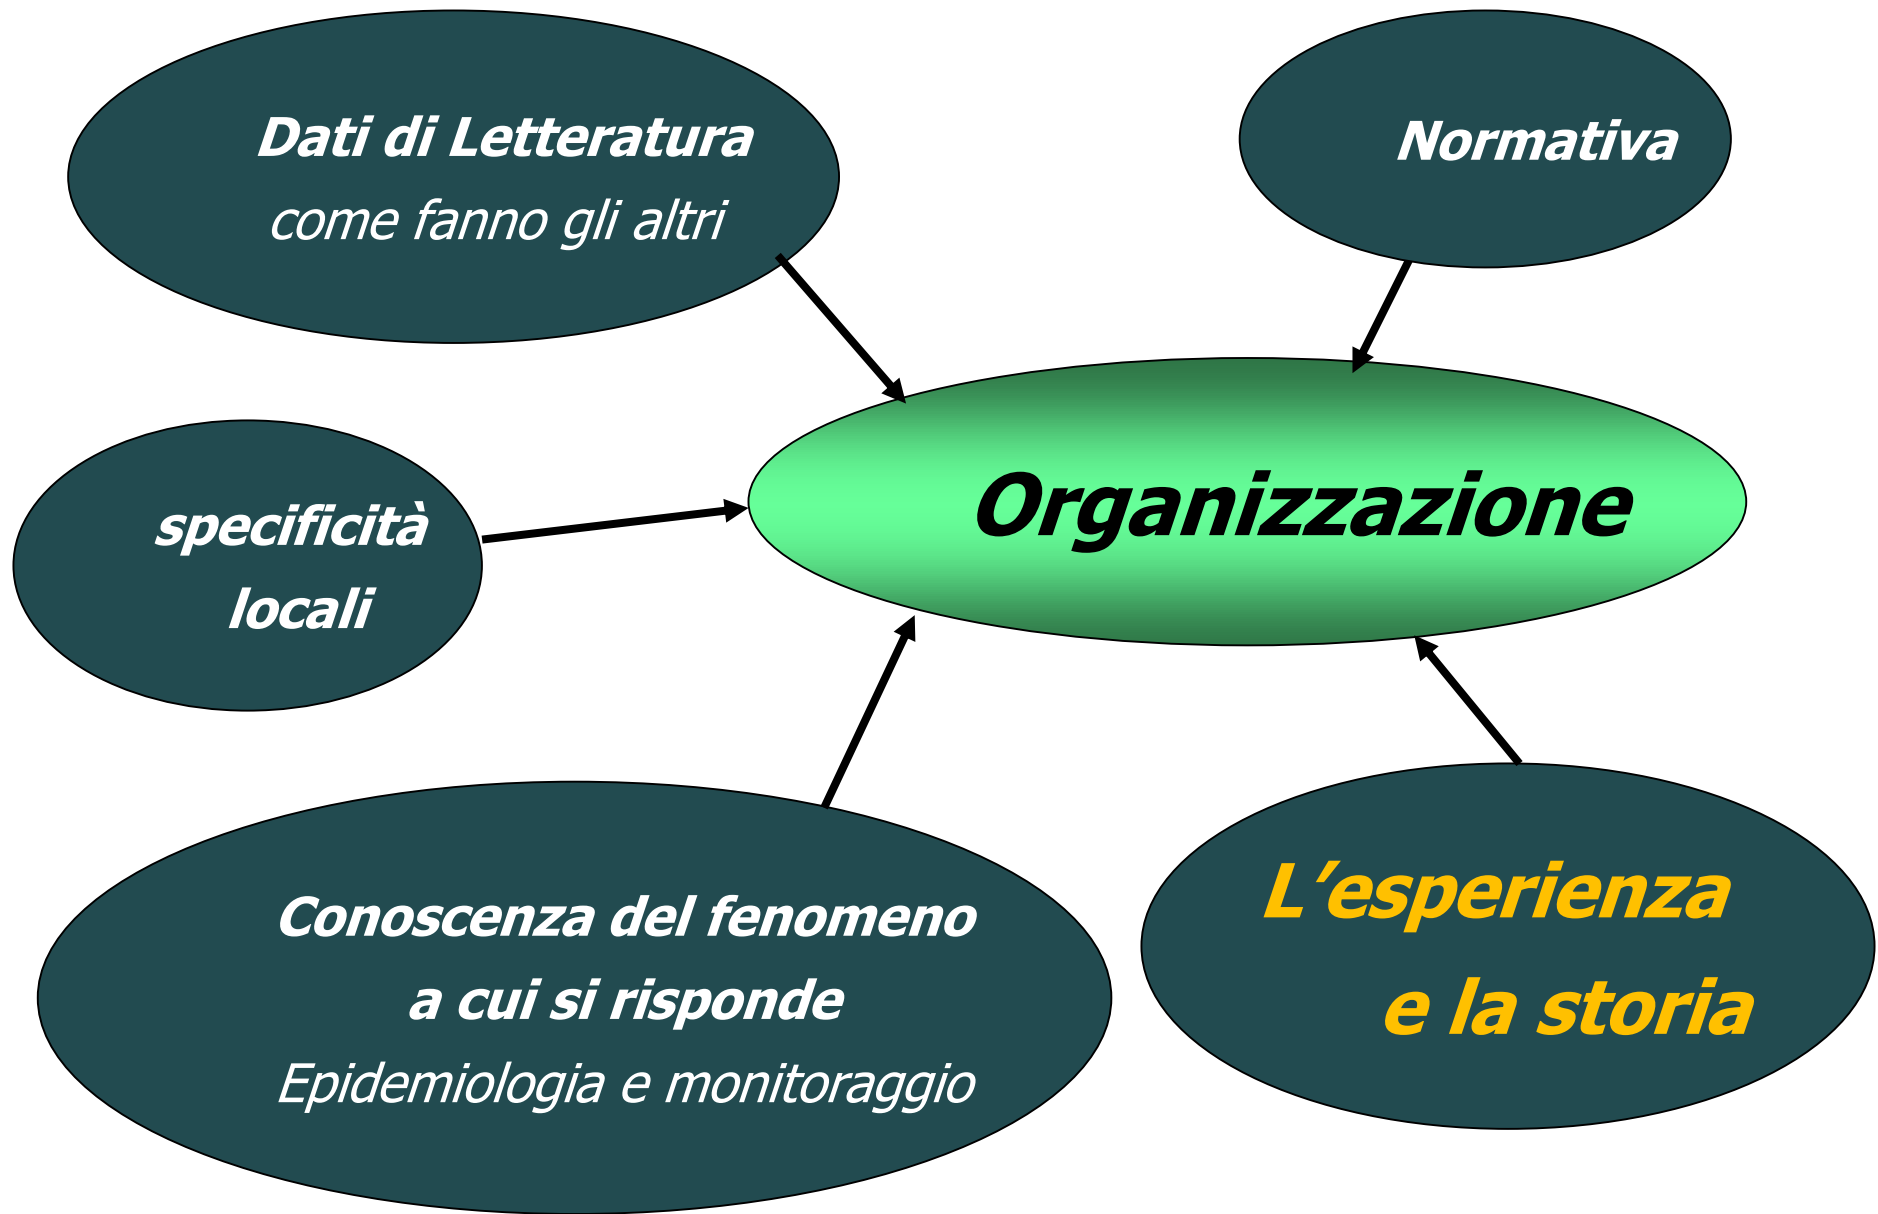 Dati di Letteratura
come fanno gli altri
Normativa
Organizzazione
specificità
locali
Conoscenza del fenomeno
a cui si risponde
Epidemiologia e monitoraggio
L’esperienza
e la storia